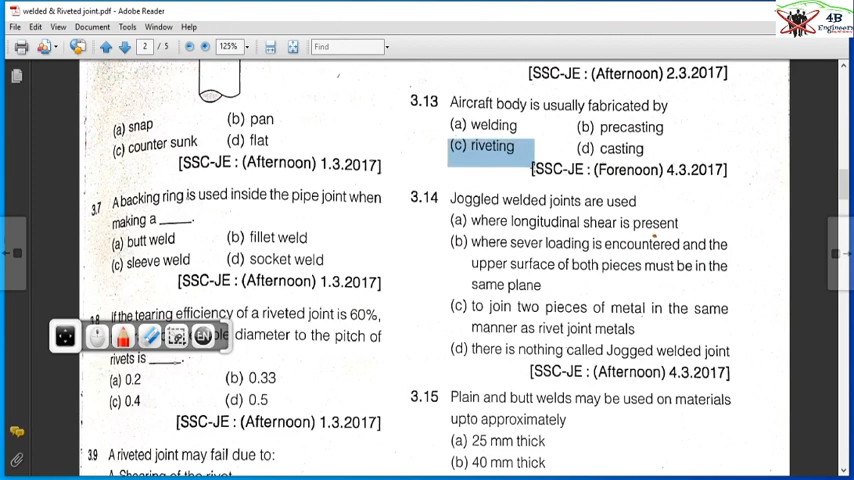 welded & Riveted joint.pdf - Adobe Reader
File Edit View Document Tools Window Help
2 / 5 125% Find
4B
Engineers
(a) snap
(b) pan
(c) counter sunk
(d) flat
[SSC-JE : (Afternoon) 1.3.2017]
3.7 A backing ring is used inside the pipe joint when
making a _____.
(a) butt weld
(b) fillet weld
(c) sleeve weld
(d) socket weld
[SSC-JE : (Afternoon) 1.3.2017]
3.8 If the tearing efficiency of a riveted joint is 60%,
EN
diameter to the pitch of
rivets is _____.
(a) 0.2
(b) 0.33
(c) 0.4
(d) 0.5
[SSC-JE : (Afternoon) 1.3.2017]
3.9 A riveted joint may fail due to:
A. Shearing of the rivet
[SSC-JE : (Afternoon) 2.3.2017]
3.13 Aircraft body is usually fabricated by
(a) welding
(b) precasting
(c) riveting
(d) casting
[SSC-JE : (Forenoon) 4.3.2017]
3.14 Joggled welded joints are used
(a) where longitudinal shear is present
(b) where sever loading is encountered and the
upper surface of both pieces must be in the
same plane
(c) to join two pieces of metal in the same
manner as rivet joint metals
(d) there is nothing called Jogged welded joint
[SSC-JE : (Afternoon) 4.3.2017]
3.15 Plain and butt welds may be used on materials
upto approximately
(a) 25 mm thick
(b) 40 mm thick